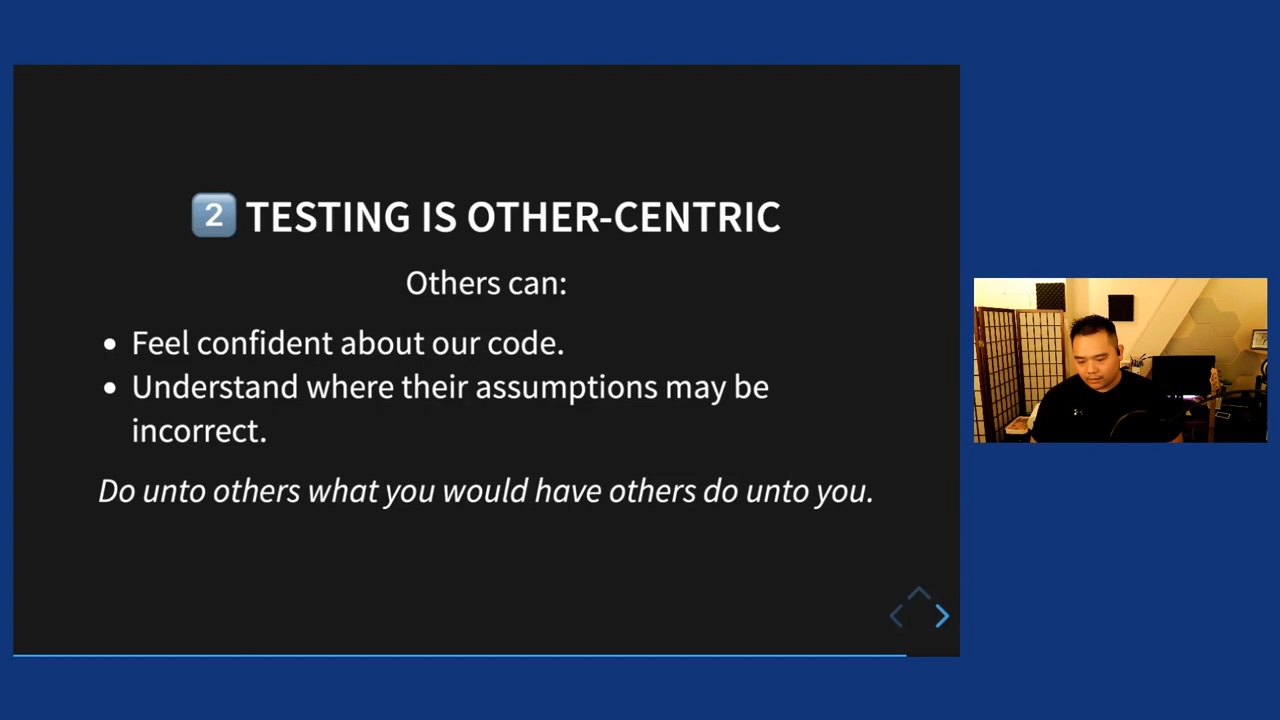 2 TESTING IS OTHER-CENTRIC
Others can:
Feel confident about our code.
Understand where their assumptions may be
incorrect.
Do unto others what you would have others do unto you.